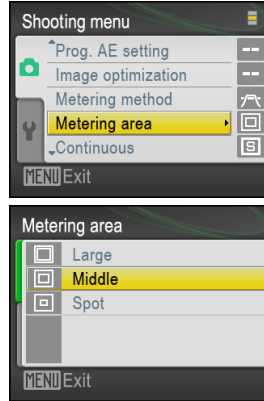 Shooting menu
Prog. AE setting
--
Image optimization
--
Metering method
Metering area
Continuous
S
MENU Exit
Metering area
Large
Middle
Spot
MENU Exit